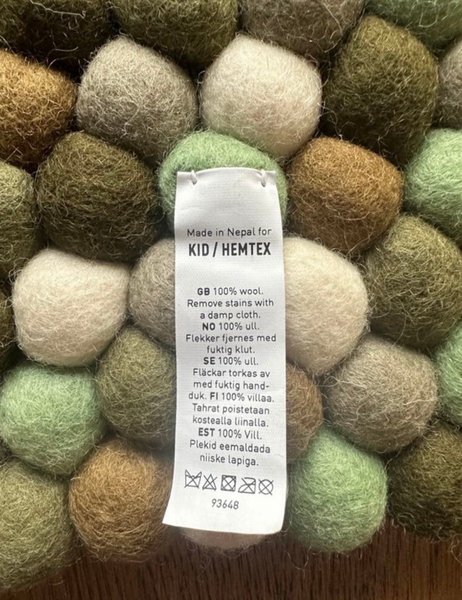 Made in Nepal for
KID / HEMTEX
GB 100% wool.
Remove stains with
a damp cloth.
NO 100% ull.
Flekker fjernes med
fuktig klut.
SE 100% ull.
Fläckar torkas av
med fuktig hand-
duk. FI 100% villaa.
Tahrat poistetaan
kostealla liinalla.
EST 100% Vill.
Plekid eemaldada
niiske lapiga.
93648